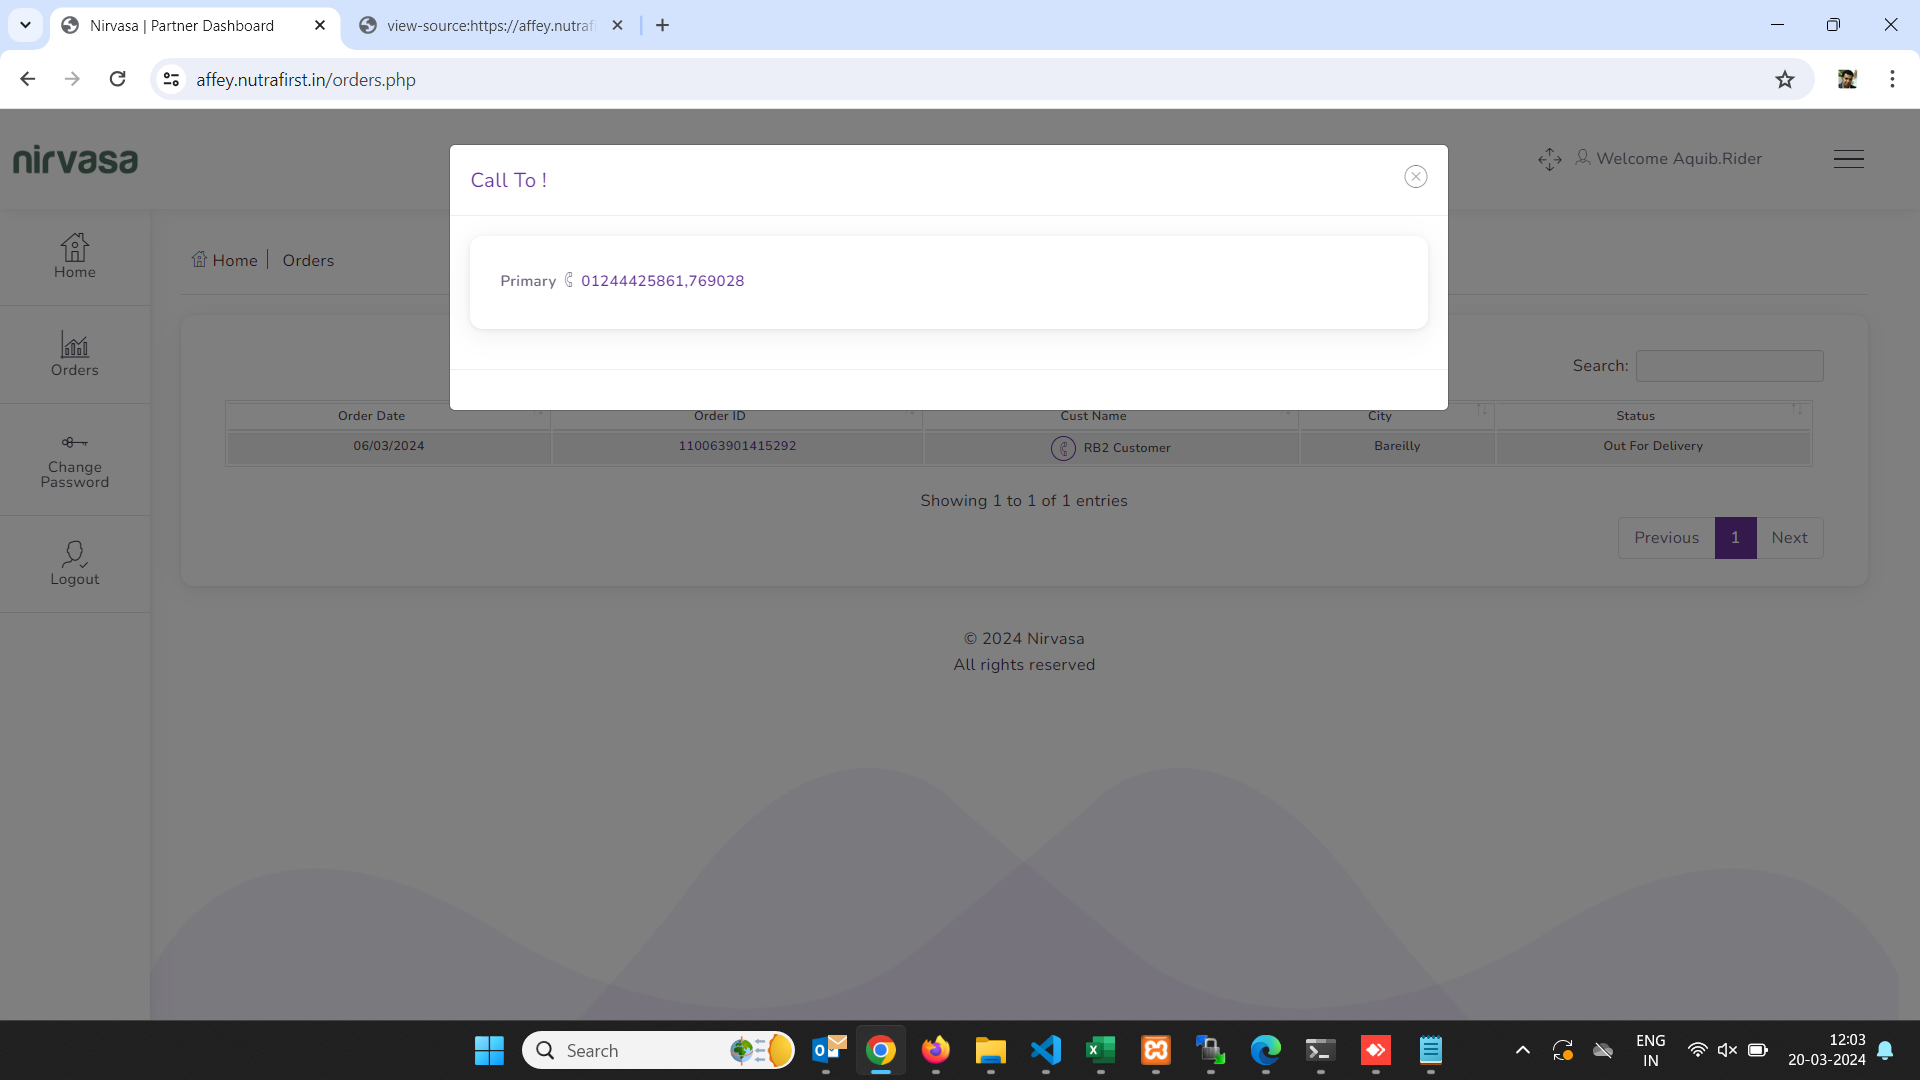 Nirvasa | Partner Dashboard
view-source:https://affey.nutrafi
affey.nutrafirst.in/orders.php
nirvasa
Welcome Aquib.Rider
Call To !
Primary 01244425861,769028
Home
Orders
Change
Password
Logout
Home | Orders
Search:
Order Date Order ID Cust Name City Status
06/03/2024 110063901415292 RB2 Customer Bareilly Out For Delivery
Showing 1 to 1 of 1 entries
Previous 1 Next
© 2024 Nirvasa
All rights reserved
Search
ENG
IN
12:03
20-03-2024